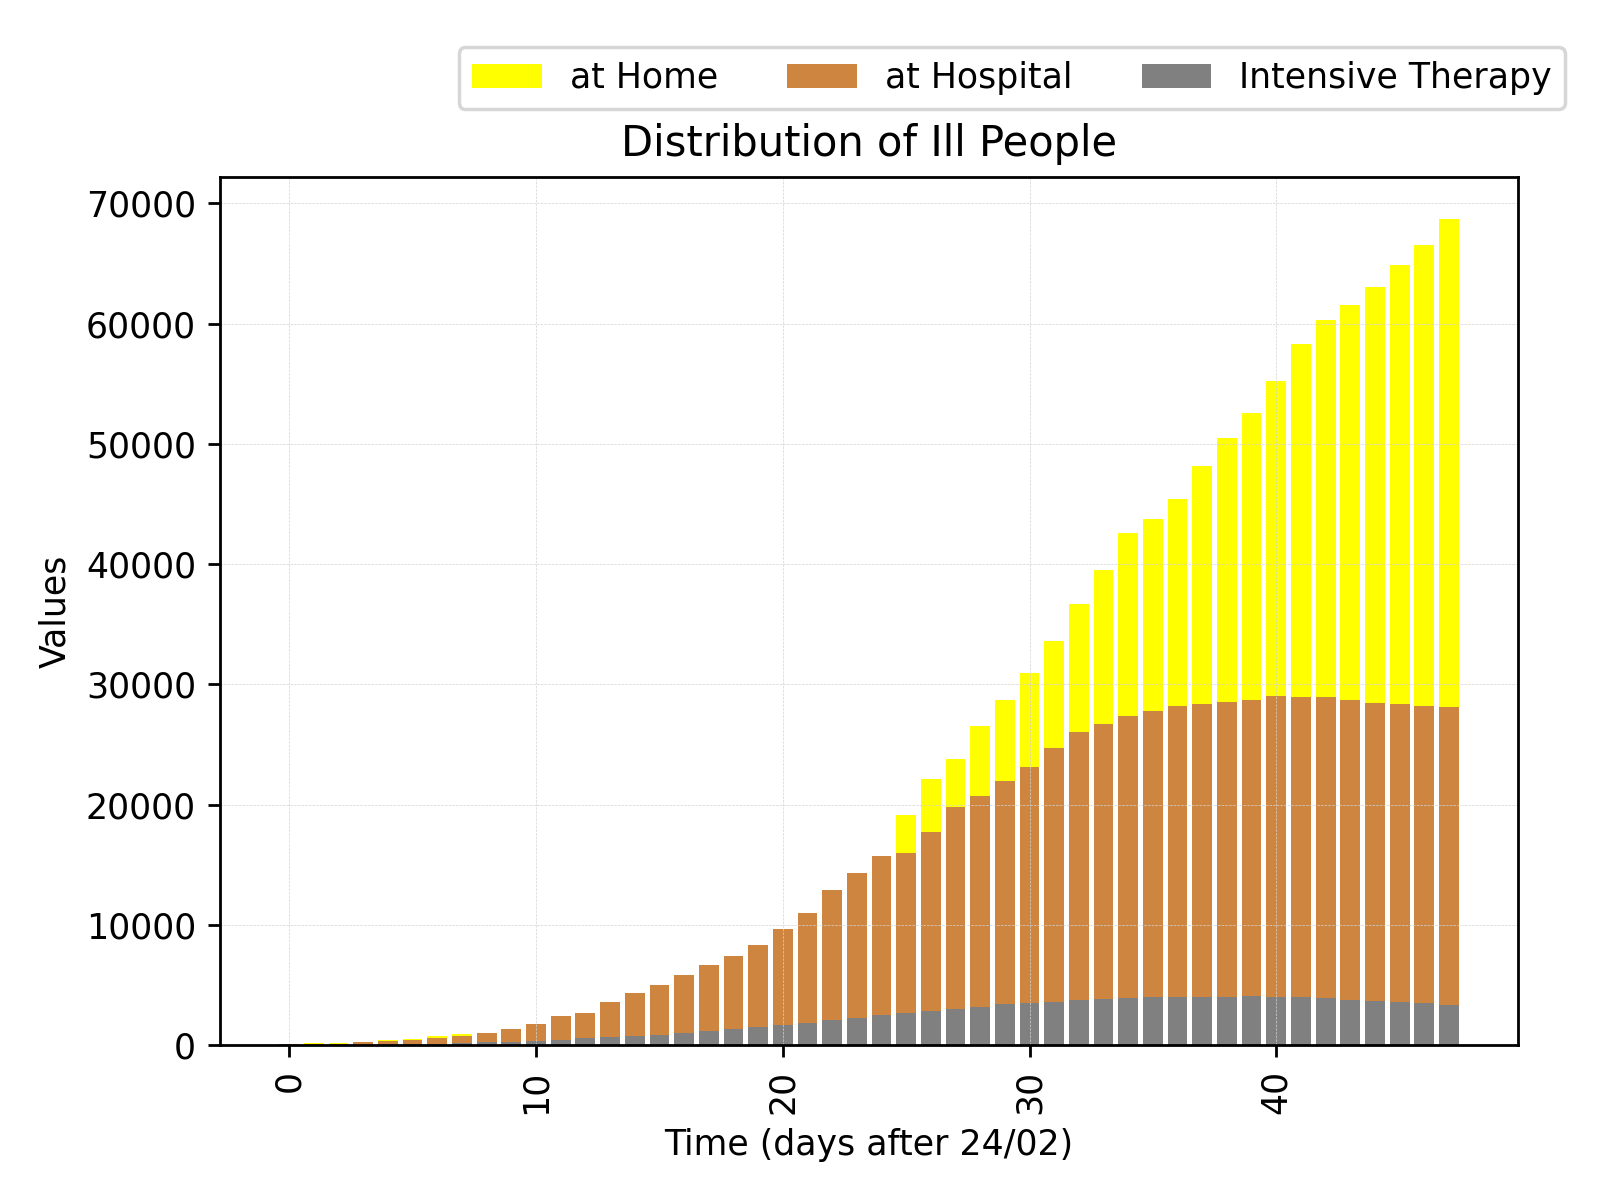 at Home at Hospital Intensive Therapy
Distribution of Ill People
70000
60000
50000
40000
30000
20000
10000
0
Values
0 10 20 30 40
Time (days after 24/02)